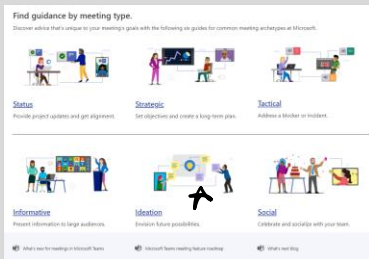 Find guidance by meeting type.
Discover advice that's unique to your meeting's goals with the following six guides for common meeting archetypes at Microsoft.
Status
Strategic
Tactical
Provide project updates and get alignment.
Set objectives and create a long-term plan.
Address a blocker or incident.
Informative
Ideation
Social
Present information to large audiences.
Envision future possibilities.
Celebrate and socialize with your team.
What's new for meetings in Microsoft Teams
Microsoft Teams meeting feature roadmap
What's next blog